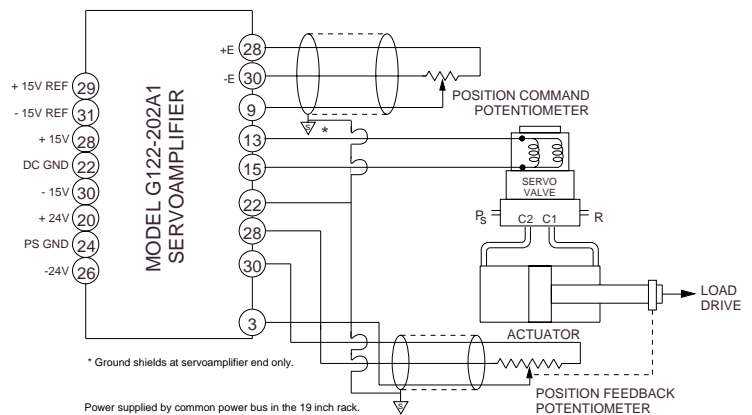 +E 28
-E 30
9
13
15
22
28
30
3
+ 15V REF 29
- 15V REF 31
+ 15V 28
DC GND 22
- 15V 30
+ 24V 20
PS GND 24
-24V 26
MODEL G122-202A1
SERVOAMPLIFIER
S
*
POSITION COMMAND
POTENTIOMETER
SERVO
VALVE
PS
C2 C1
R
LOAD
DRIVE
ACTUATOR
* Ground shields at servoamplifier end only.
S
POSITION FEEDBACK
POTENTIOMETER
Power supplied by common power bus in the 19 inch rack.